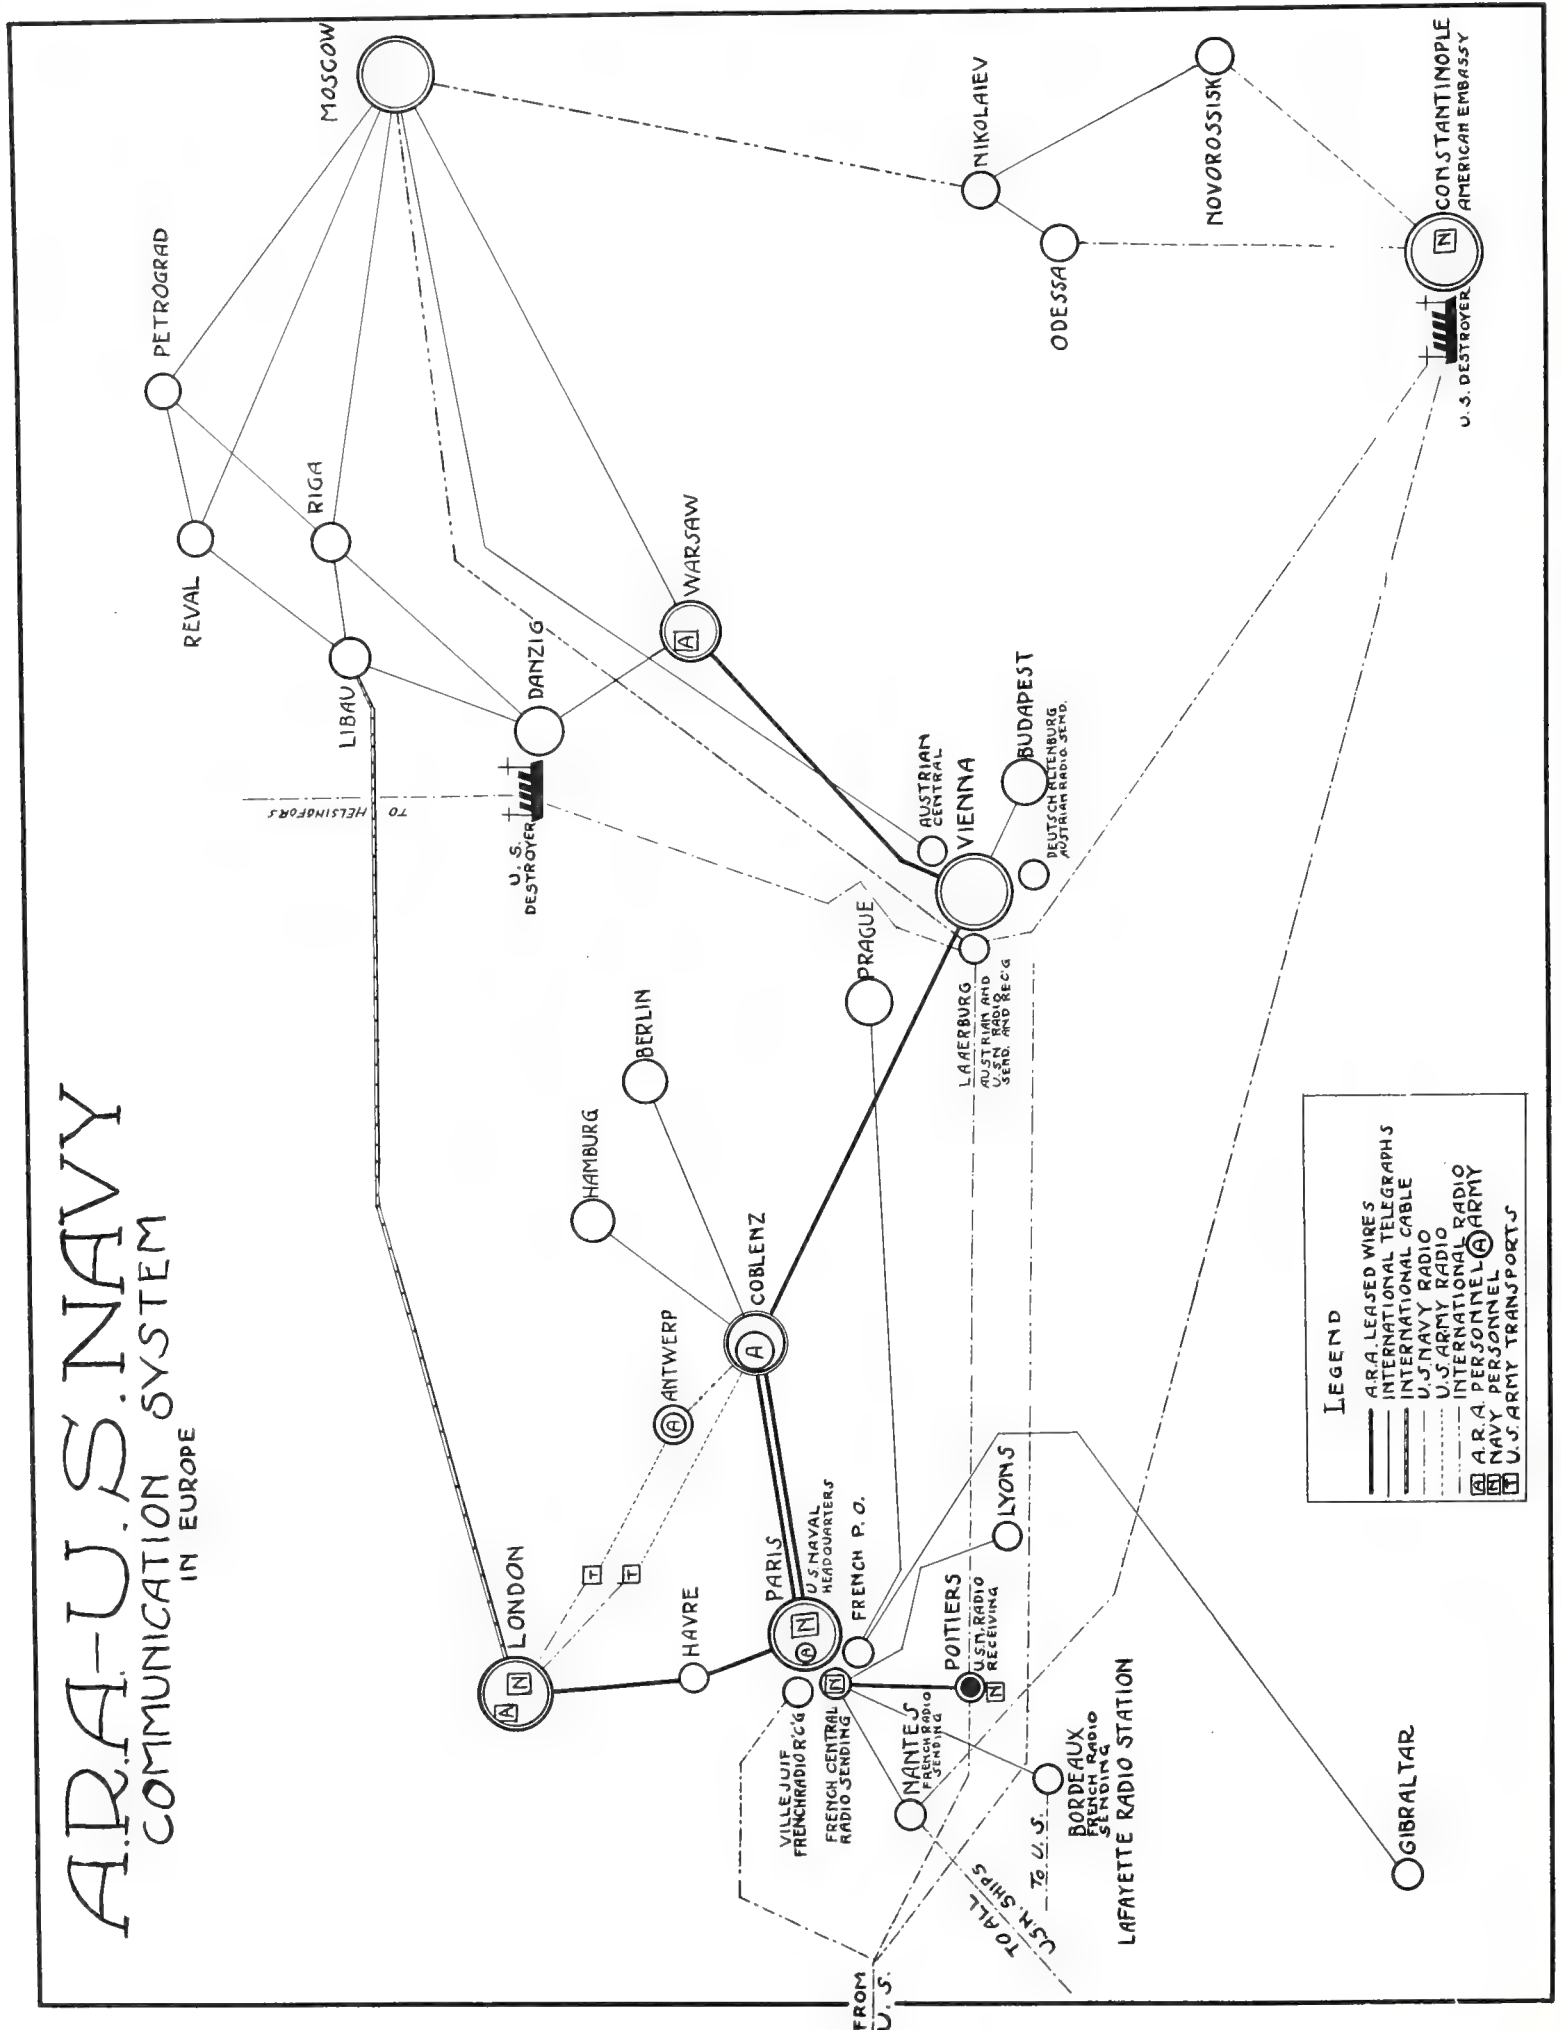 A.R.A.-U.S. NAVY
COMMUNICATION SYSTEM
IN EUROPE
MOSCOW
PETROGRAD
REVAL
RIGA
LIBAU
DANZIG
U. S.
DESTROYER
TO HELSINGFORS
WARSAW
NIKOLAIEV
NOVOROSSISK
ODESSA
CONSTANTINOPLE
AMERICAN EMBASSY
N
U. S. DESTROYER
A
AUSTRIAN
CENTRAL
VIENNA
BUDAPEST
DEUTSCH ALTENBURG
AUSTRIAN RADIO SEND.
PRAGUE
LAAERBURG
AUSTRIAN AND
U.S.N RADIO
SEND. AND REC'G
BERLIN
HAMBURG
COBLENZ
A
ANTWERP
A
T
T
LONDON
A
N
HAVRE
PARIS
U.S. NAVAL
HEADQUARTERS
A
N
FRENCH P. O.
LYONS
VILLE JUIF
FRENCH RADIO R'C'G
FRENCH CENTRAL
RADIO SENDING
N
POITIERS
U.S.N. RADIO
RECEIVING
N
NANTES
FRENCH RADIO
SENDING
BORDEAUX
FRENCH RADIO
SENDING
LAFAYETTE RADIO STATION
TO U. S.
TO ALL
U.S.N. SHIPS
FROM
U. S.
GIBRALTAR
LEGEND
A.R.A. LEASED WIRES
INTERNATIONAL TELEGRAPHS
INTERNATIONAL CABLE
U.S. NAVY RADIO
U.S. ARMY RADIO
INTERNATIONAL RADIO
A A.R.A. PERSONNEL A ARMY
N NAVY PERSONNEL
T U.S. ARMY TRANSPORTS